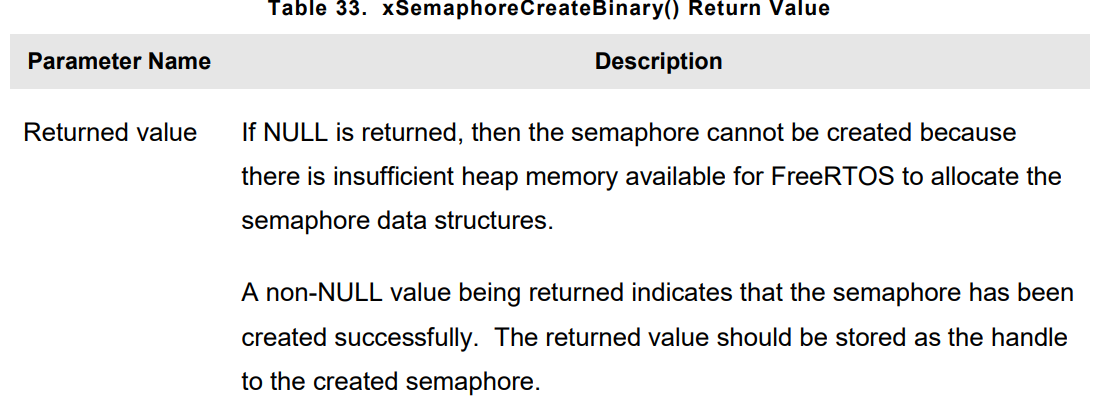 Table 33. xSemaphoreCreateBinary() Return Value
Parameter Name Description
Returned value If NULL is returned, then the semaphore cannot be created because
there is insufficient heap memory available for FreeRTOS to allocate the
semaphore data structures.
A non-NULL value being returned indicates that the semaphore has been
created successfully. The returned value should be stored as the handle
to the created semaphore.